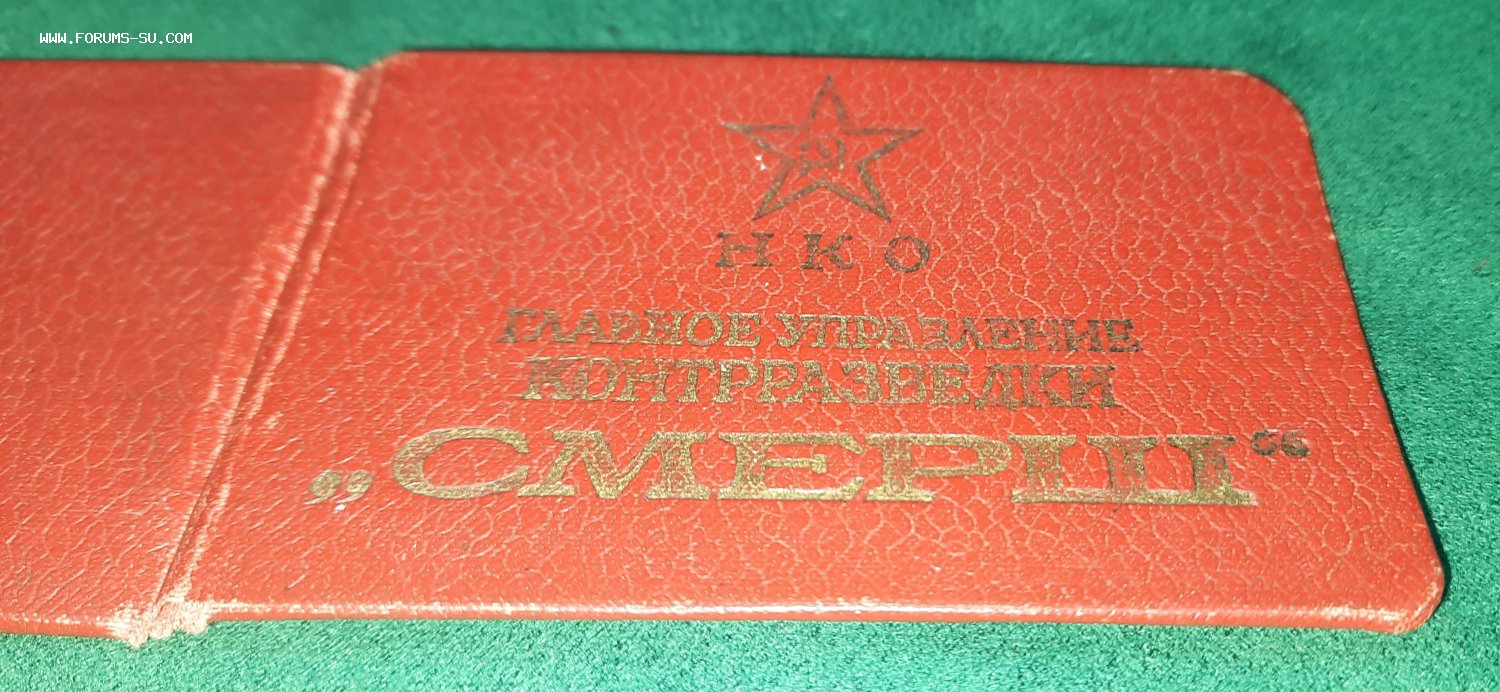 WWW.FORUMS-SU.COM
НКО
ГЛАВНОЕ УПРАВЛЕНИЕ
КОНТРРАЗВЕДКИ
„СМЕРШ“